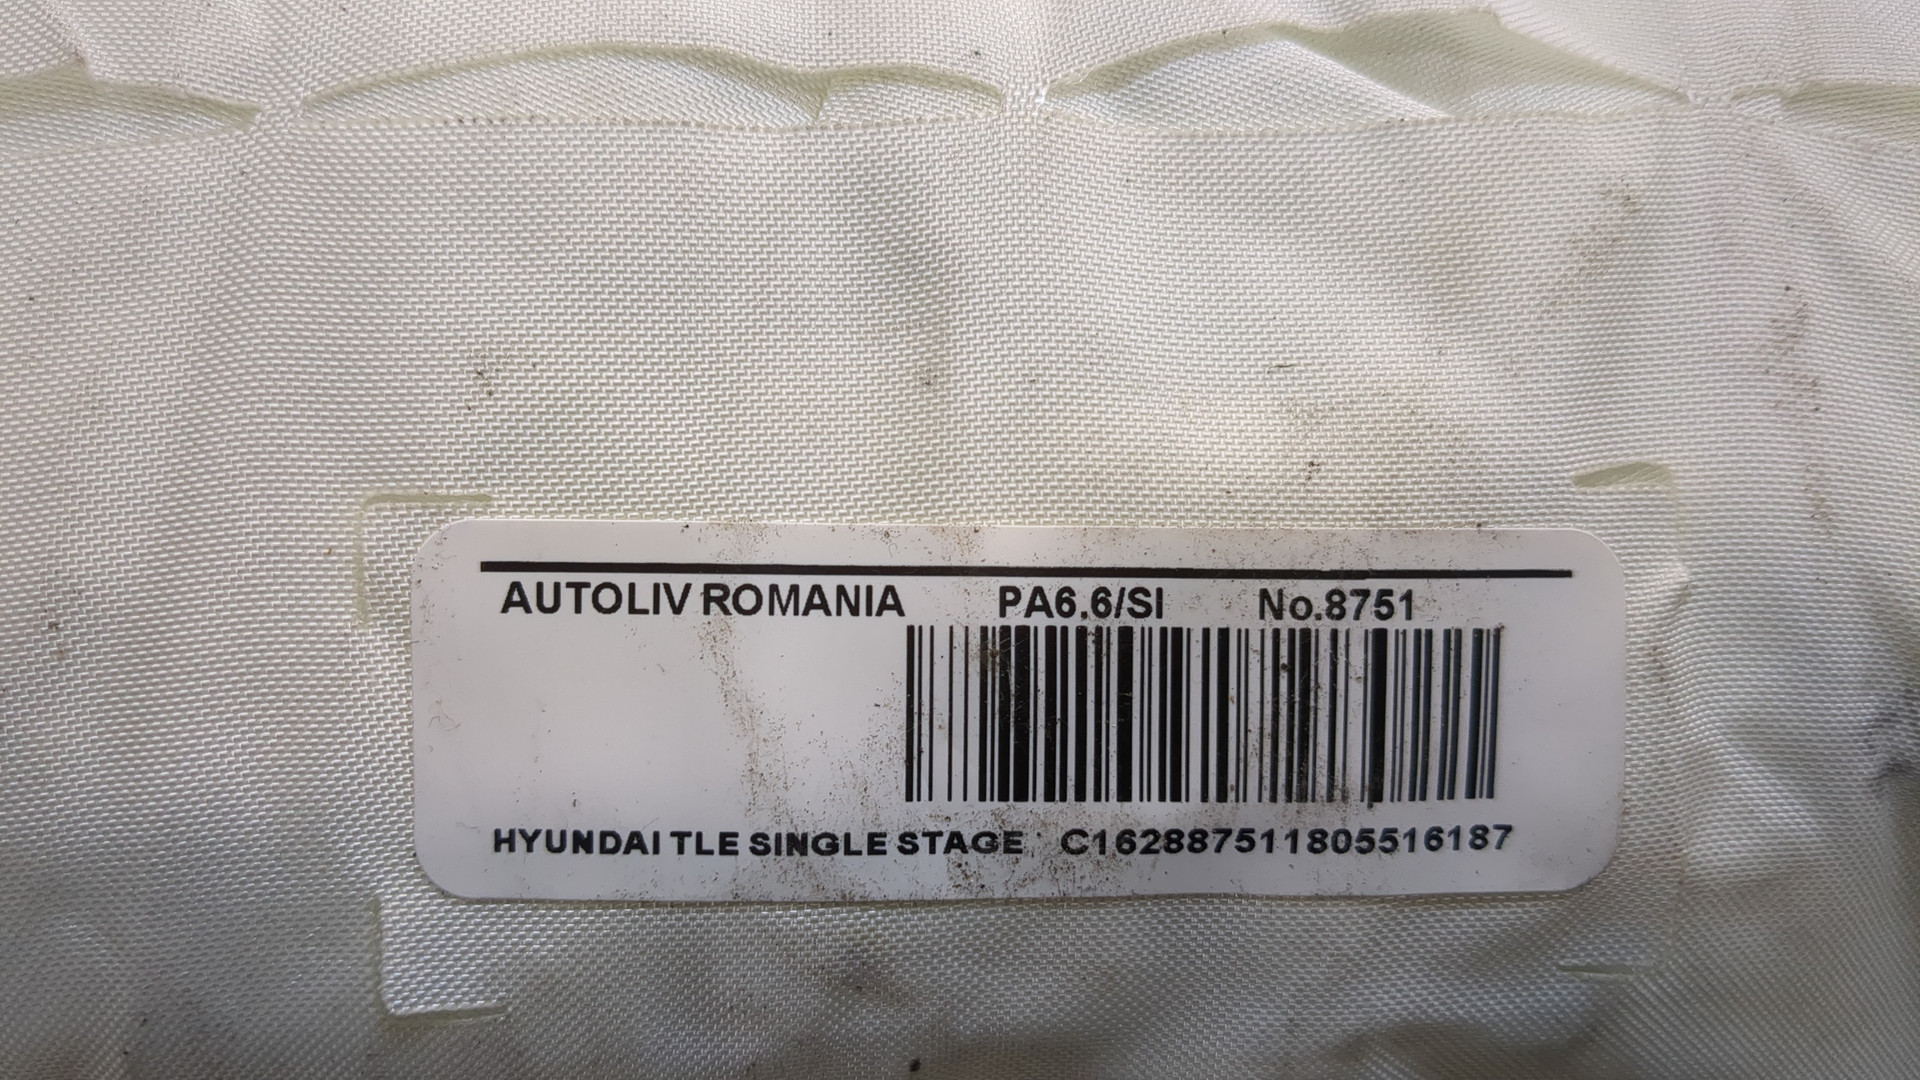 AUTOLIV ROMANIA PA6.6/SI No.8751
HYUNDAI TLE SINGLE STAGE C162887511805516187